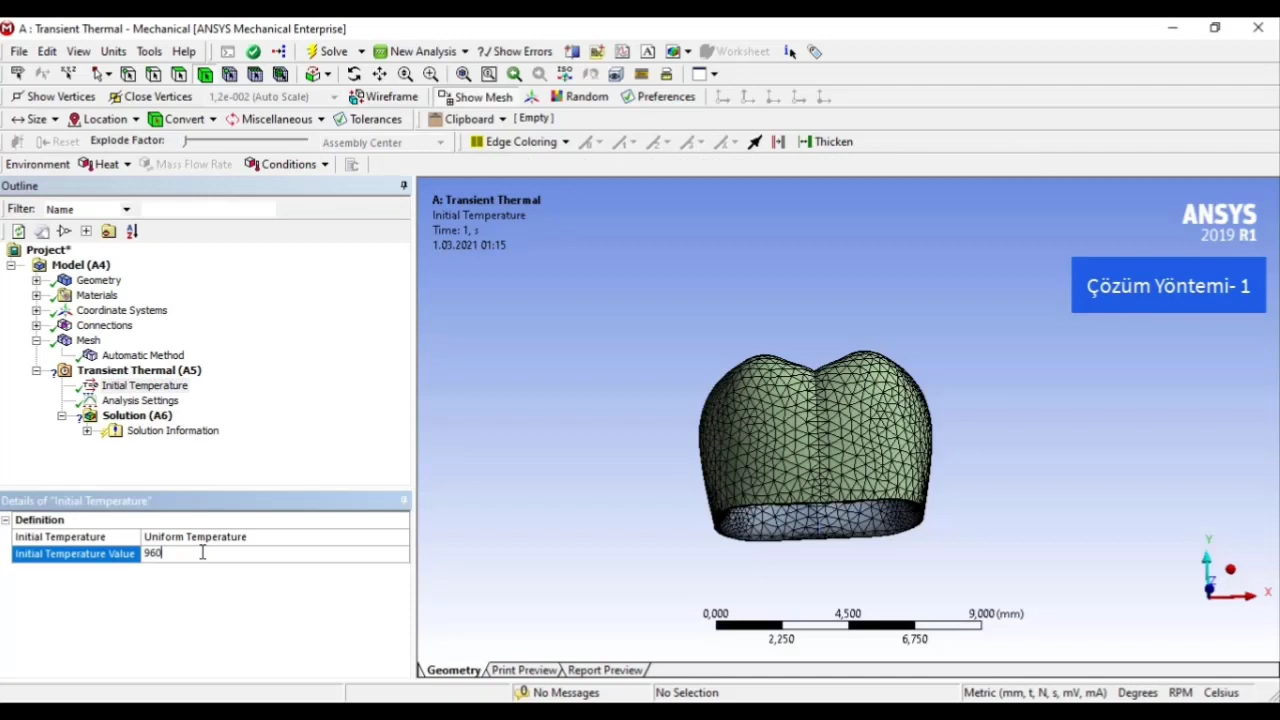 A : Transient Thermal - Mechanical [ANSYS Mechanical Enterprise]
File Edit View Units Tools Help Solve New Analysis ?/ Show Errors Worksheet
Show Vertices Close Vertices 1,2e-002 (Auto Scale) Wireframe Show Mesh Random Preferences
Size Location Convert Miscellaneous Tolerances Clipboard [ Empty ]
Reset Explode Factor: Assembly Center Edge Coloring Thicken
Environment Heat Mass Flow Rate Conditions
Outline
Filter: Name
Project*
Model (A4)
Geometry
Materials
Coordinate Systems
Connections
Mesh
Automatic Method
Transient Thermal (A5)
Initial Temperature
Analysis Settings
Solution (A6)
Solution Information
Details of "Initial Temperature"
Definition
Initial Temperature Uniform Temperature
Initial Temperature Value 960
A: Transient Thermal
Initial Temperature
Time: 1, s
1.03.2021 01:15
ANSYS
2019 R1
Çözüm Yöntemi- 1
0,000 4,500 9,000 (mm)
2,250 6,750
Y
Z
X
Geometry Print Preview Report Preview
No Messages No Selection Metric (mm, t, N, s, mV, mA) Degrees RPM Celsius